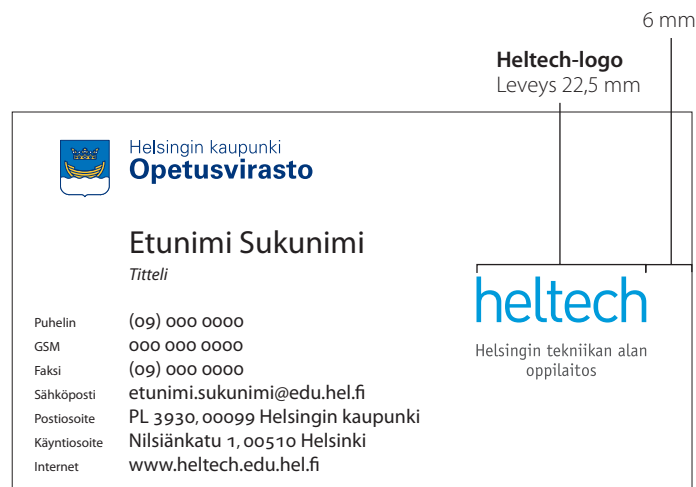 6 mm
Heltech-logo
Leveys 22,5 mm
Helsingin kaupunki
Opetusvirasto
Etunimi Sukunimi
Titteli
heltech
Helsingin tekniikan alan
oppilaitos
Puhelin (09) 000 0000
GSM 000 000 0000
Faksi (09) 000 0000
Sähköposti etunimi.sukunimi@edu.hel.fi
Postiosoite PL 3930, 00099 Helsingin kaupunki
Käyntiosoite Nilsiänkatu 1, 00510 Helsinki
Internet www.heltech.edu.hel.fi